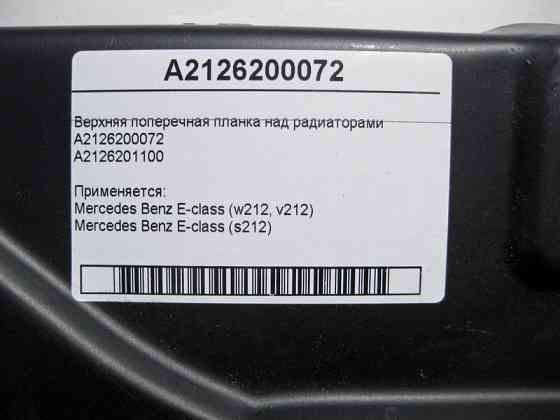 A2126200072
Верхняя поперечная планка над радиаторами
A2126200072
A2126201100
Применяется:
Mercedes Benz E-class (w212, v212)
Mercedes Benz E-class (s212)